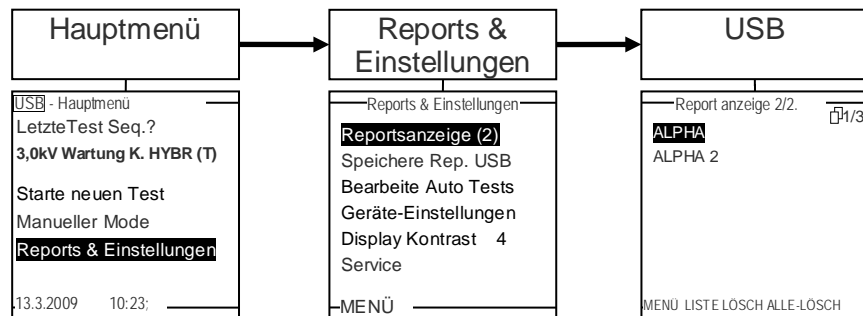 Hauptmenü
Reports &
Einstellungen
USB
USB - Hauptmenü
LetzteTest Seq.?
3,0kV Wartung K. HYBR (T)
Starte neuen Test
Manueller Mode
Reports & Einstellungen
13.3.2009 10:23;
Reports & Einstellungen
Reportsanzeige (2)
Speichere Rep. USB
Bearbeite Auto Tests
Geräte-Einstellungen
Display Kontrast 4
Service
MENÜ
Report anzeige 2/2.
1/3
ALPHA
ALPHA 2
MENÜ LISTE LÖSCH ALLE-LÖSCH